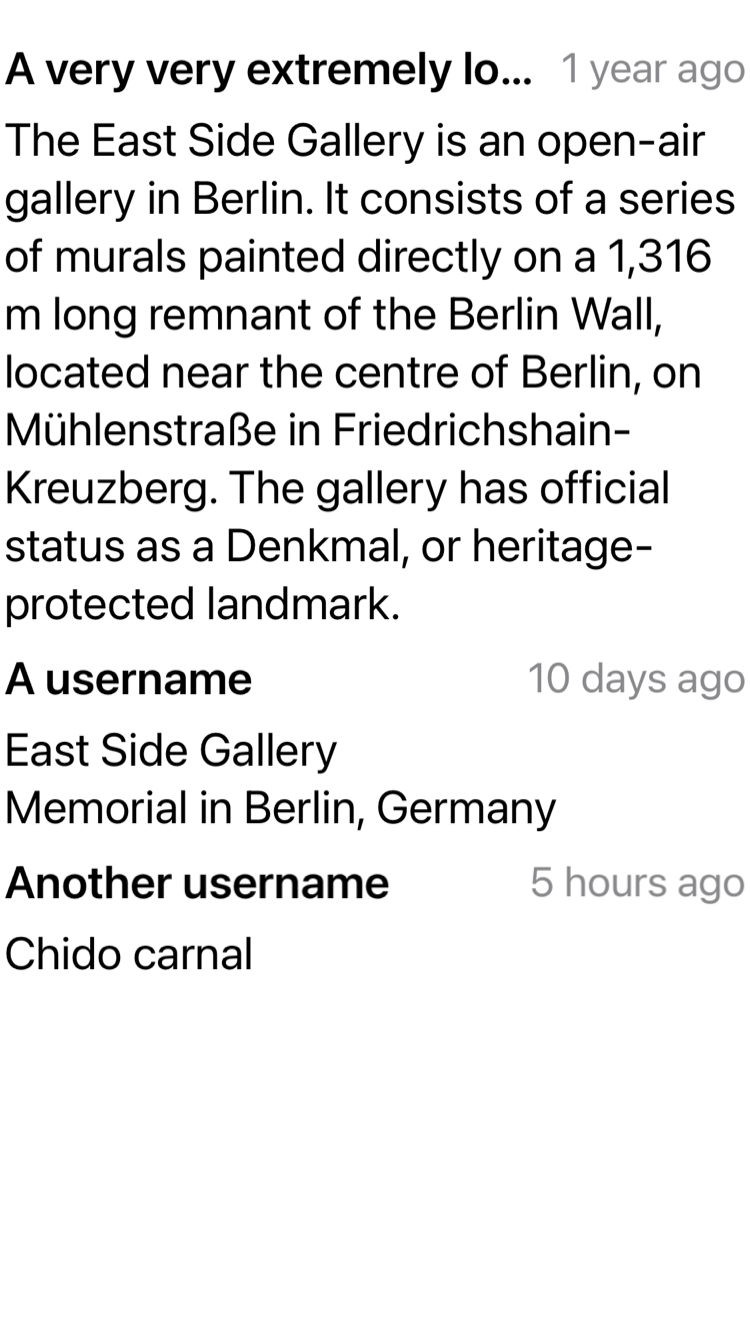 A very very extremely lo... 1 year ago
The East Side Gallery is an open-air
gallery in Berlin. It consists of a series
of murals painted directly on a 1,316
m long remnant of the Berlin Wall,
located near the centre of Berlin, on
Mühlenstraße in Friedrichshain-
Kreuzberg. The gallery has official
status as a Denkmal, or heritage-
protected landmark.
A username 10 days ago
East Side Gallery
Memorial in Berlin, Germany
Another username 5 hours ago
Chido carnal